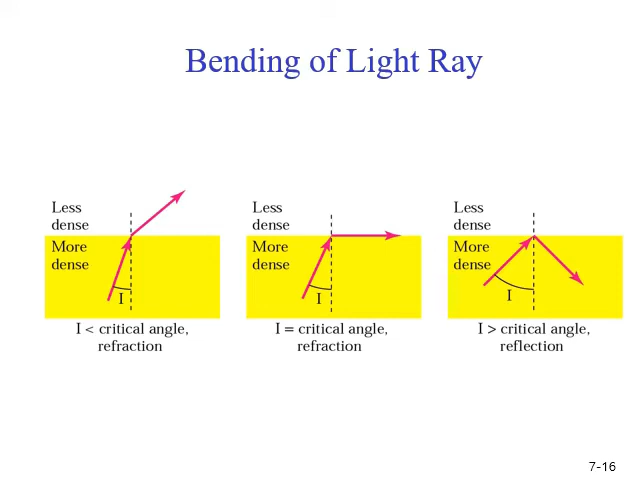 Bending of Light Ray
Less
dense
More
dense
I
I < critical angle,
refraction
Less
dense
More
dense
I
I = critical angle,
refraction
Less
dense
More
dense
I
I > critical angle,
reflection
7-16